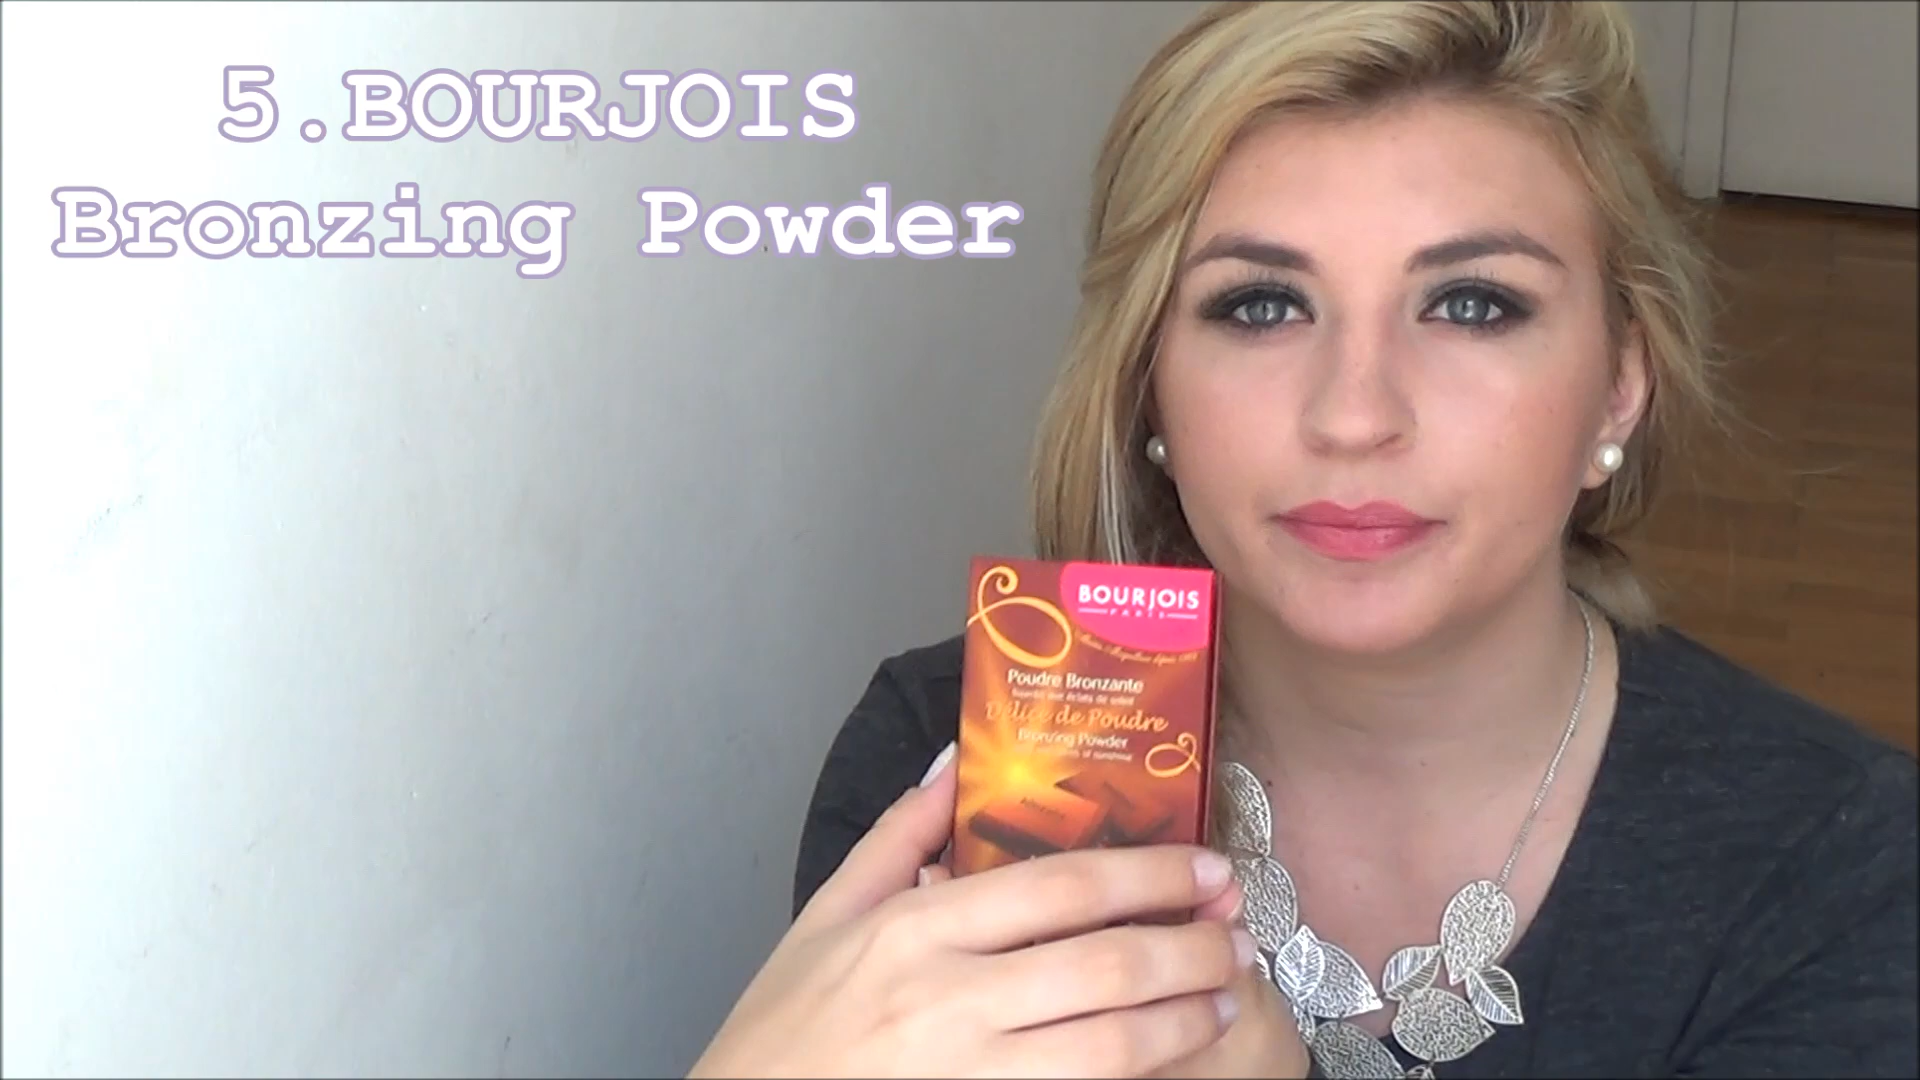 5.BOURJOIS
Bronzing Powder
BOURJOIS
PARIS
Poudre Bronzante
Délice de Poudre
Bronzing Powder